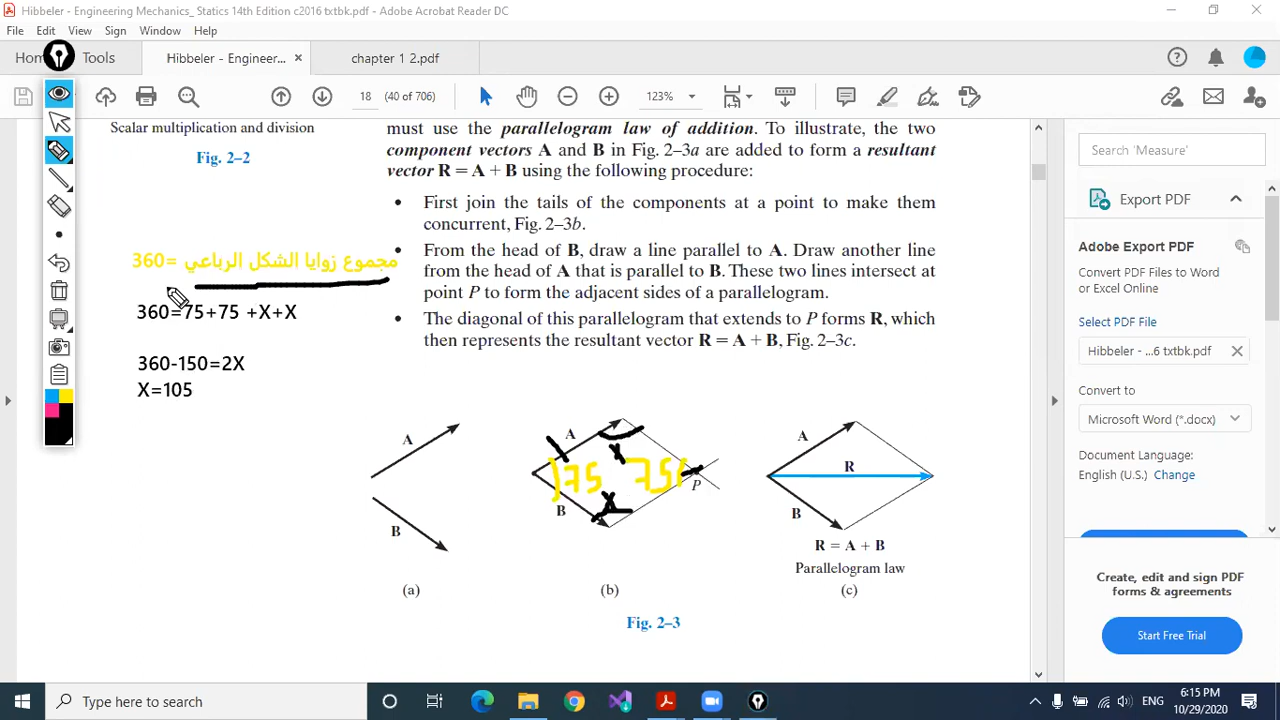 Hibbeler - Engineering Mechanics_ Statics 14th Edition c2016 txtbk.pdf - Adobe Acrobat Reader DC
File Edit View Sign Window Help
Hom Tools Hibbeler - Engineer... × chapter 1 2.pdf
18 (40 of 706) 123%
Scalar multiplication and division
Fig. 2–2
must use the parallelogram law of addition. To illustrate, the two
component vectors A and B in Fig. 2–3a are added to form a resultant
vector R = A + B using the following procedure:
• First join the tails of the components at a point to make them
concurrent, Fig. 2–3b.
• From the head of B, draw a line parallel to A. Draw another line
from the head of A that is parallel to B. These two lines intersect at
point P to form the adjacent sides of a parallelogram.
• The diagonal of this parallelogram that extends to P forms R, which
then represents the resultant vector R = A + B, Fig. 2–3c.
مجموع زوايا الشكل الرباعي =360
360=75+75 +X+X
360-150=2X
X=105
A
B
(a)
A
X
75 75
P
B
X
(b)
A
R
B
R = A + B
Parallelogram law
(c)
Fig. 2–3
Search 'Measure'
Export PDF
Adobe Export PDF
Convert PDF Files to Word
or Excel Online
Select PDF File
Hibbeler - ...6 txtbk.pdf ×
Convert to
Microsoft Word (*.docx)
Document Language:
English (U.S.) Change
Create, edit and sign PDF
forms & agreements
Start Free Trial
Type here to search
ENG
6:15 PM
10/29/2020